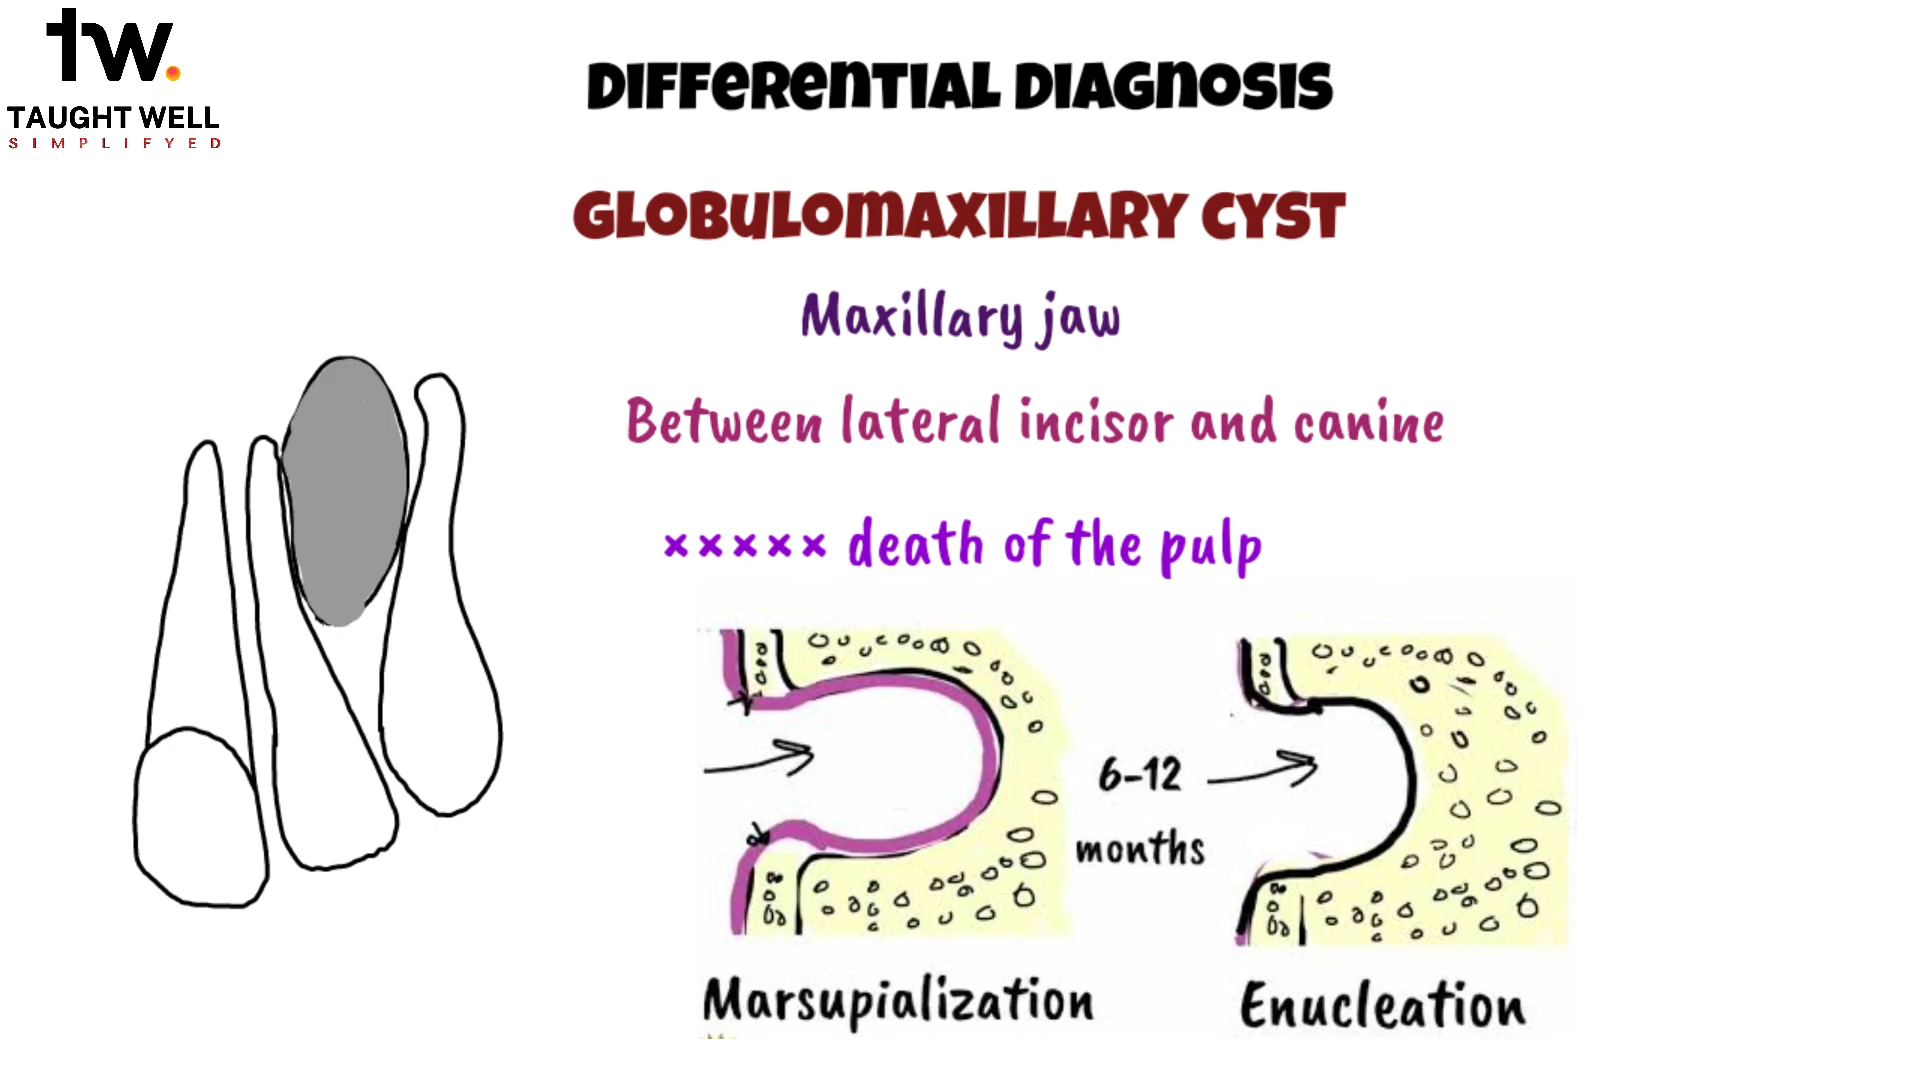 tw.
TAUGHT WELL
SIMPLIFYED
DIFFERENTIAL DIAGNOSIS
GLOBULOMAXILLARY CYST
Maxillary jaw
Between lateral incisor and canine
××××× death of the pulp
6-12
months
Marsupialization
Enucleation